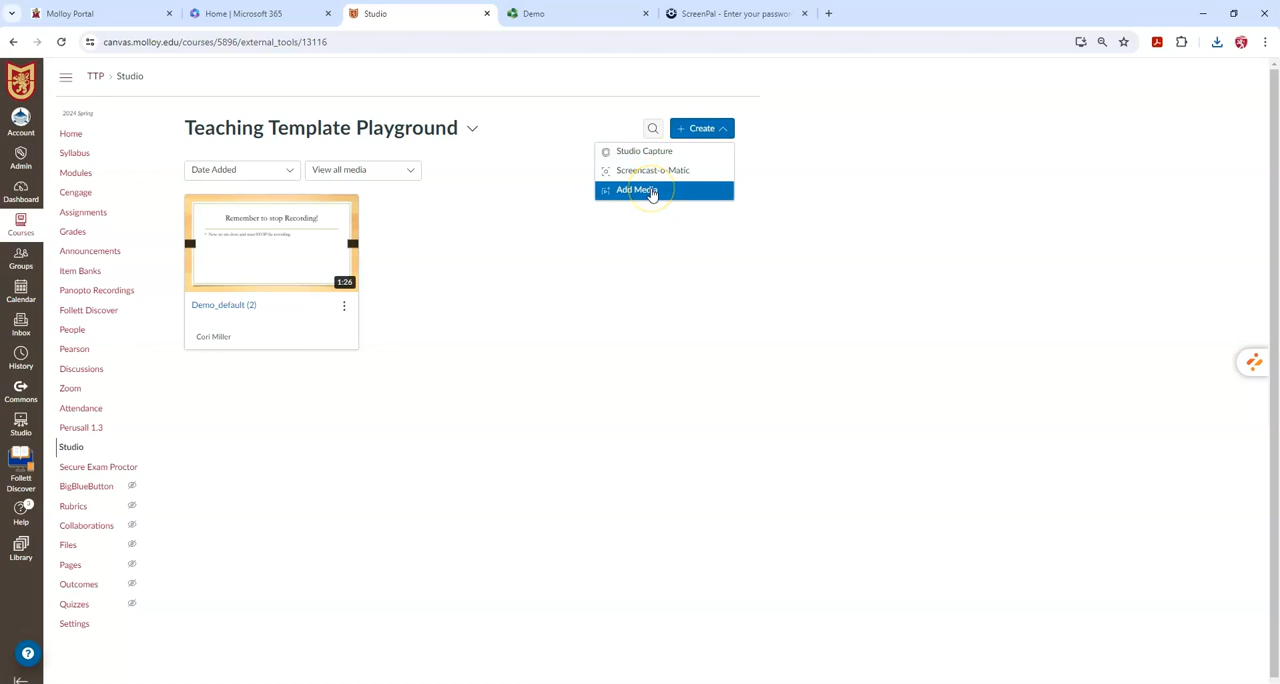 Molloy Portal
Home | Microsoft 365
Studio
Demo
ScreenPal - Enter your passwor
canvas.molloy.edu/courses/5896/external_tools/13116
TTP > Studio
2024 Spring
Home
Syllabus
Modules
Cengage
Assignments
Grades
Announcements
Item Banks
Panopto Recordings
Follett Discover
People
Pearson
Discussions
Zoom
Attendance
Perusall 1.3
Studio
Secure Exam Proctor
BigBlueButton
Rubrics
Collaborations
Files
Pages
Outcomes
Quizzes
Settings
Account
Admin
Dashboard
Courses
Groups
Calendar
Inbox
History
Commons
Studio
Follett
Discover
Help
Library
Teaching Template Playground
+ Create
Studio Capture
Screencast-o-Matic
Add Media
Date Added
View all media
Remember to stop Recording!
1:26
Demo_default (2)
Cori Miller